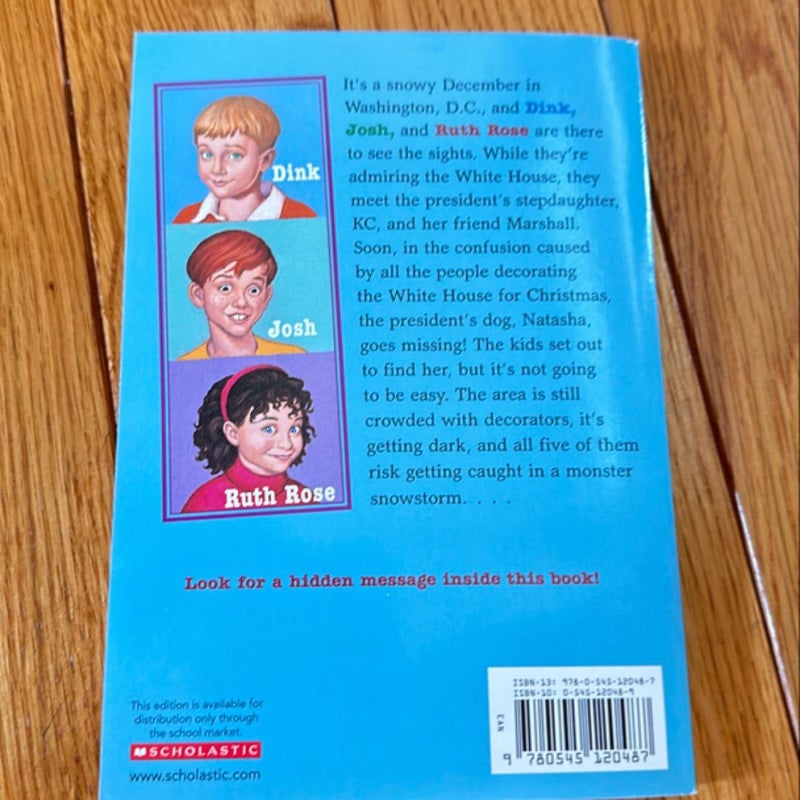 Dink
Josh
Ruth Rose
It's a snowy December in
Washington, D.C., and Dink,
Josh, and Ruth Rose are there
to see the sights. While they're
admiring the White House, they
meet the president's stepdaughter,
KC, and her friend Marshall.
Soon, in the confusion caused
by all the people decorating
the White House for Christmas,
the president's dog, Natasha,
goes missing! The kids set out
to find her, but it's not going
to be easy. The area is still
crowded with decorators, it's
getting dark, and all five of them
risk getting caught in a monster
snowstorm. . . .
Look for a hidden message inside this book!
This edition is available for
distribution only through
the school market.
SCHOLASTIC
www.scholastic.com
ISBN-13: 978-0-545-12048-7
ISBN-10: 0-545-12048-9
EAN
9 780545 120487